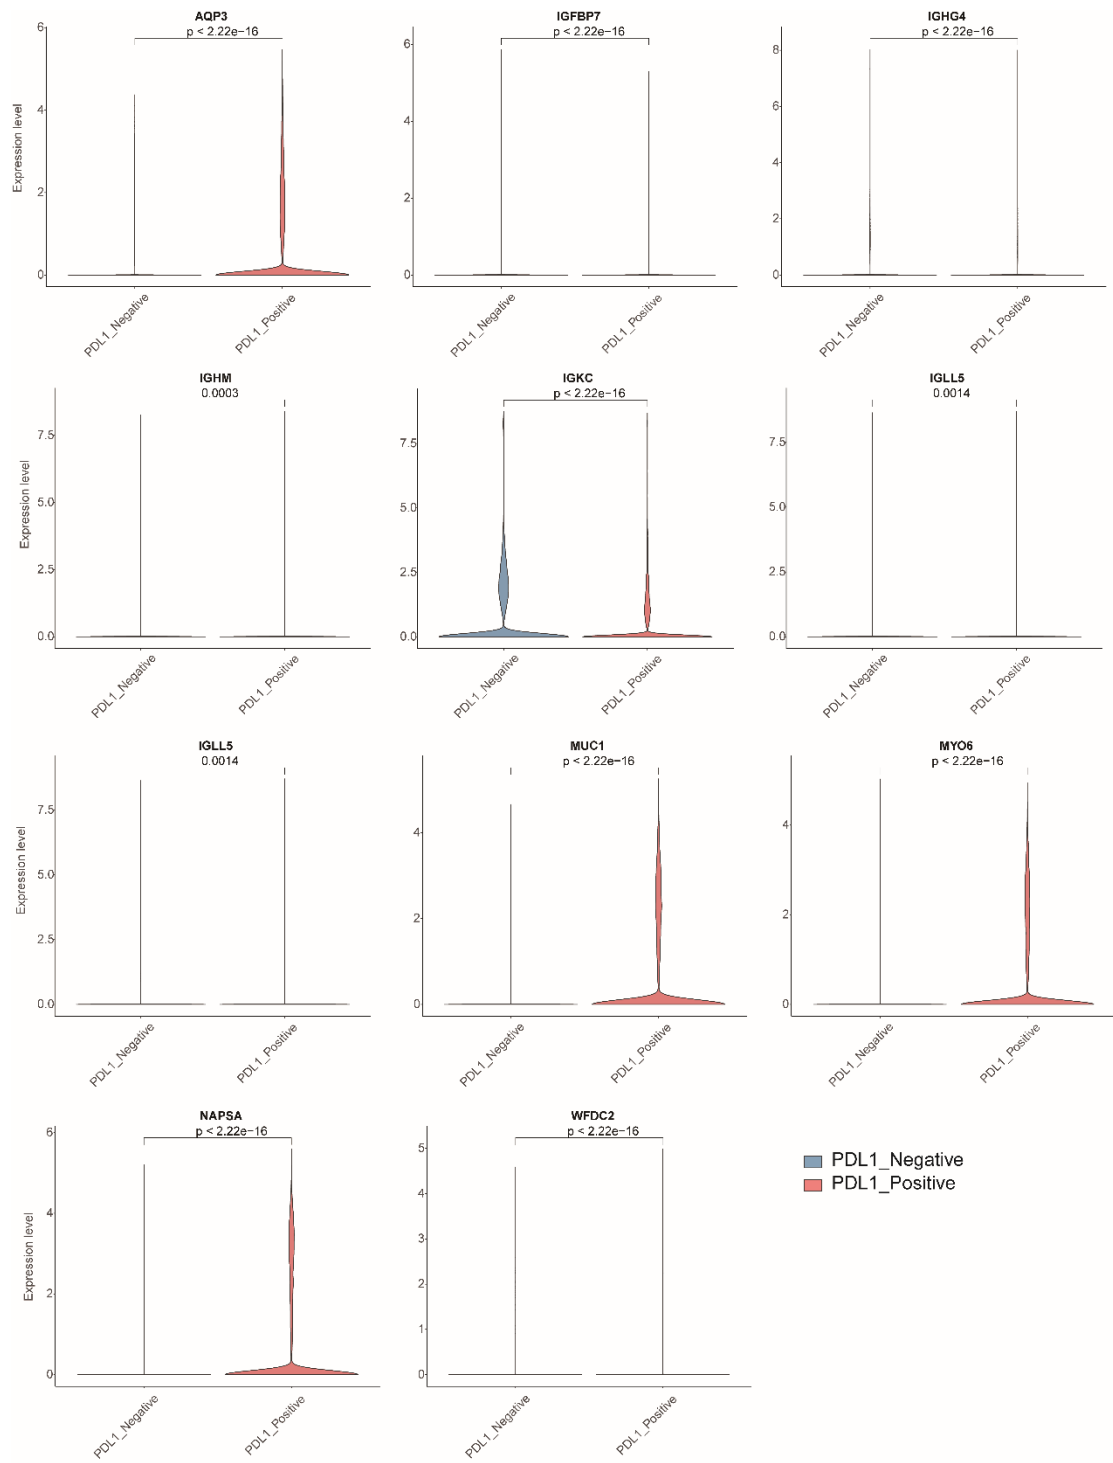 AQP3
p < 2.22e−16
Expression level
6
4
2
0
PDL1_Negative
PDL1_Positive
IGFBP7
p < 2.22e−16
6
4
2
0
PDL1_Negative
PDL1_Positive
IGHG4
p < 2.22e−16
8
6
4
2
0
PDL1_Negative
PDL1_Positive
IGHM
0.0003
Expression level
7.5
5.0
2.5
0.0
PDL1_Negative
PDL1_Positive
IGKC
p < 2.22e−16
7.5
5.0
2.5
0.0
PDL1_Negative
PDL1_Positive
IGLL5
0.0014
7.5
5.0
2.5
0.0
PDL1_Negative
PDL1_Positive
IGLL5
0.0014
Expression level
7.5
5.0
2.5
0.0
PDL1_Negative
PDL1_Positive
MUC1
p < 2.22e−16
4
2
0
PDL1_Negative
PDL1_Positive
MYO6
p < 2.22e−16
4
2
0
PDL1_Negative
PDL1_Positive
NAPSA
p < 2.22e−16
Expression level
6
4
2
0
PDL1_Negative
PDL1_Positive
WFDC2
p < 2.22e−16
5
4
3
2
1
0
PDL1_Negative
PDL1_Positive
PDL1_Negative
PDL1_Positive